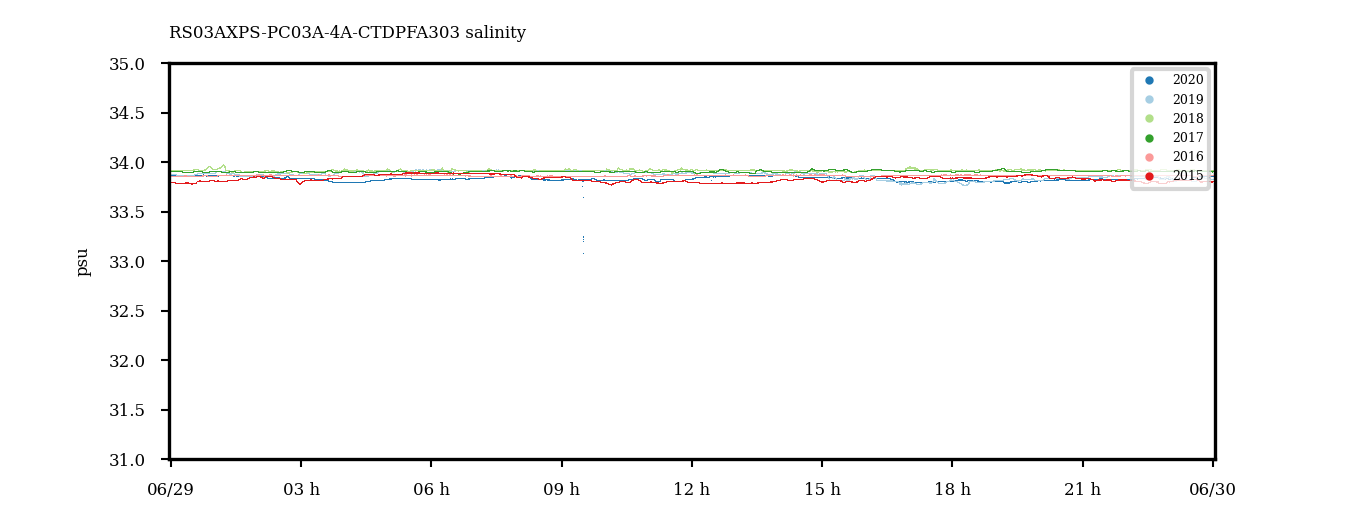 RS03AXPS-PC03A-4A-CTDPFA303 salinity
35.0
34.5
34.0
33.5
33.0
32.5
32.0
31.5
31.0
psu
06/29
03 h
06 h
09 h
12 h
15 h
18 h
21 h
06/30
2020
2019
2018
2017
2016
2015